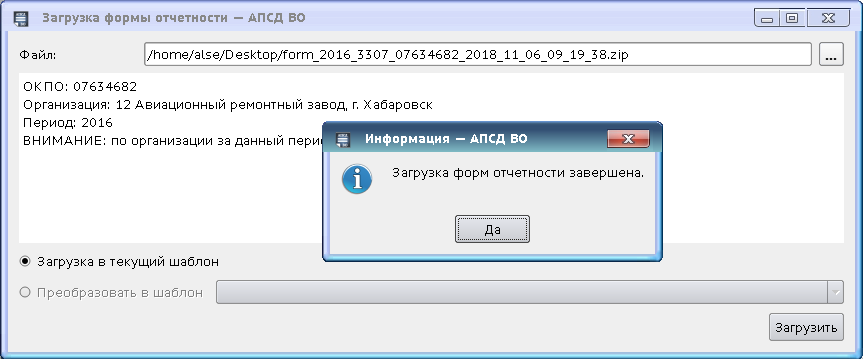 Загрузка формы отчетности — АПСД ВО
Файл:
/home/alse/Desktop/form_2016_3307_07634682_2018_11_06_09_19_38.zip
...
ОКПО: 07634682
Организация: 12 Авиационный ремонтный завод, г. Хабаровск
Период: 2016
ВНИМАНИЕ: по организации за данный
Информация — АПСД ВО
Загрузка форм отчетности завершена.
Да
Загрузка в текущий шаблон
Преобразовать в шаблон
Загрузить